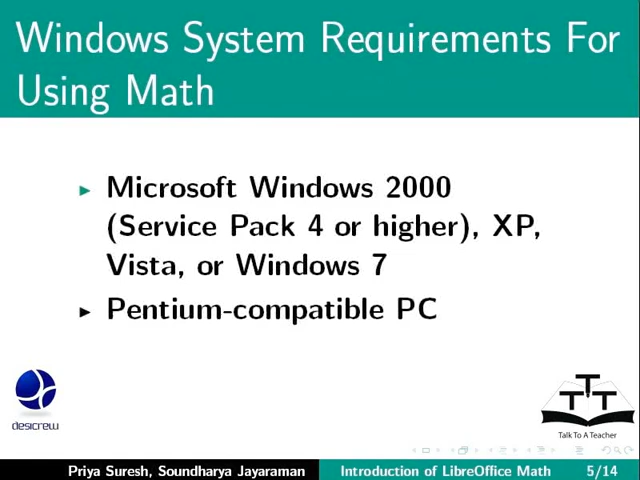 Windows System Requirements For
Using Math
Microsoft Windows 2000
(Service Pack 4 or higher), XP,
Vista, or Windows 7
Pentium-compatible PC
desicrew
T T T
Talk To A Teacher
Priya Suresh, Soundharya Jayaraman Introduction of LibreOffice Math 5/14